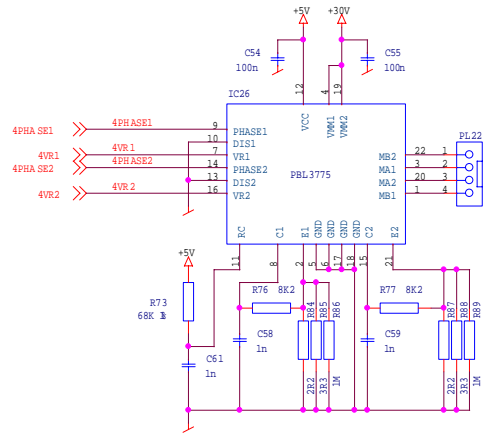 +5V +30V
C54 C55
100n 100n
12 4 19
IC26
VCC VMM1 VMM2
4PHASE1 4PHASE1 9 PHASE1
10 DIS1
4VR1 4VR1 7 VR1
4PHASE2 4PHASE2 14 PHASE2
13 DIS2
4VR2 4VR2 16 VR2
PBL3775
PL22
MB2 22 1
MA1 3 2
MA2 20 3
MB1 1 4
RC C1 E1 GND GND GND GND C2 E2
11 8 2 5 6 17 18 15 21
+5V
R73
68K
R76 8K2
R77 8K2
C58
1n
C59
1n
C61
1n
R84 R85 R86
2R2 3R3 1M
R87 R88 R89
2R2 3R3 1M